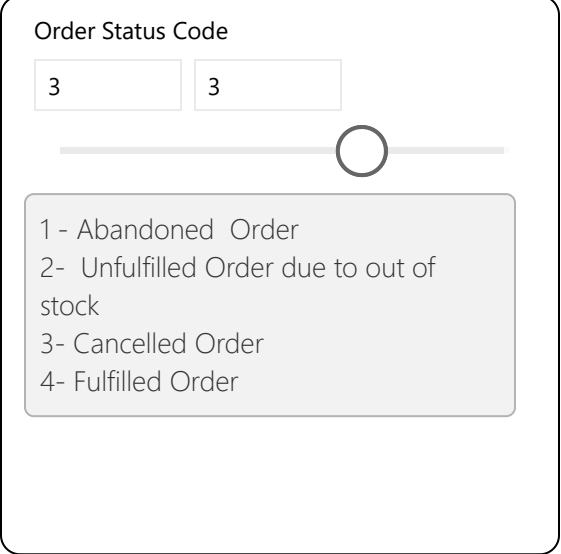 Order Status Code
3 3
1 - Abandoned  Order
2-  Unfulfilled Order due to out of
stock
3- Cancelled Order
4- Fulfilled Order